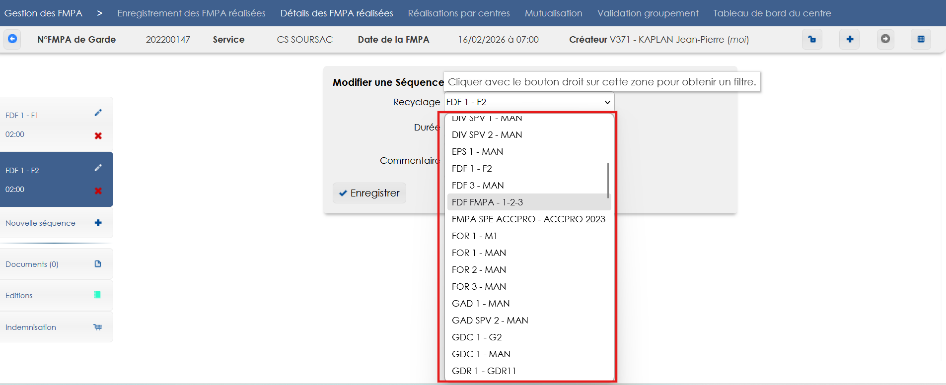 Gestion des FMPA > Enregistrement des FMPA réalisées Détails des FMPA réalisées Réalisations par centres Mutualisation Validation groupement Tableau de bord du centre
N°FMPA de Garde 202200147 Service CS SOURSAC Date de la FMPA 16/02/2026 à 07:00 Créateur V371 - KAPLAN Jean-Pierre (moi)
Modifier une Séquence
Cliquer avec le bouton droit sur cette zone pour obtenir un filtre.
Recyclage FDF 1 - F2
Durée
Commentaire
Enregistrer
FDF 1 - F1
02:00
FDF 1 - F2
02:00
Nouvelle séquence
Documents (0)
Editions
Indemnisation
DIV SPV 1 - MAN
DIV SPV 2 - MAN
EPS 1 - MAN
FDF 1 - F2
FDF 3 - MAN
FDF FMPA - 1-2-3
FMPA SPE ACCPRO - ACCPRO 2023
FOR 1 - M1
FOR 1 - MAN
FOR 2 - MAN
FOR 3 - MAN
GAD 1 - MAN
GAD SPV 2 - MAN
GDC 1 - G2
GDC 1 - MAN
GDR 1 - GDR11